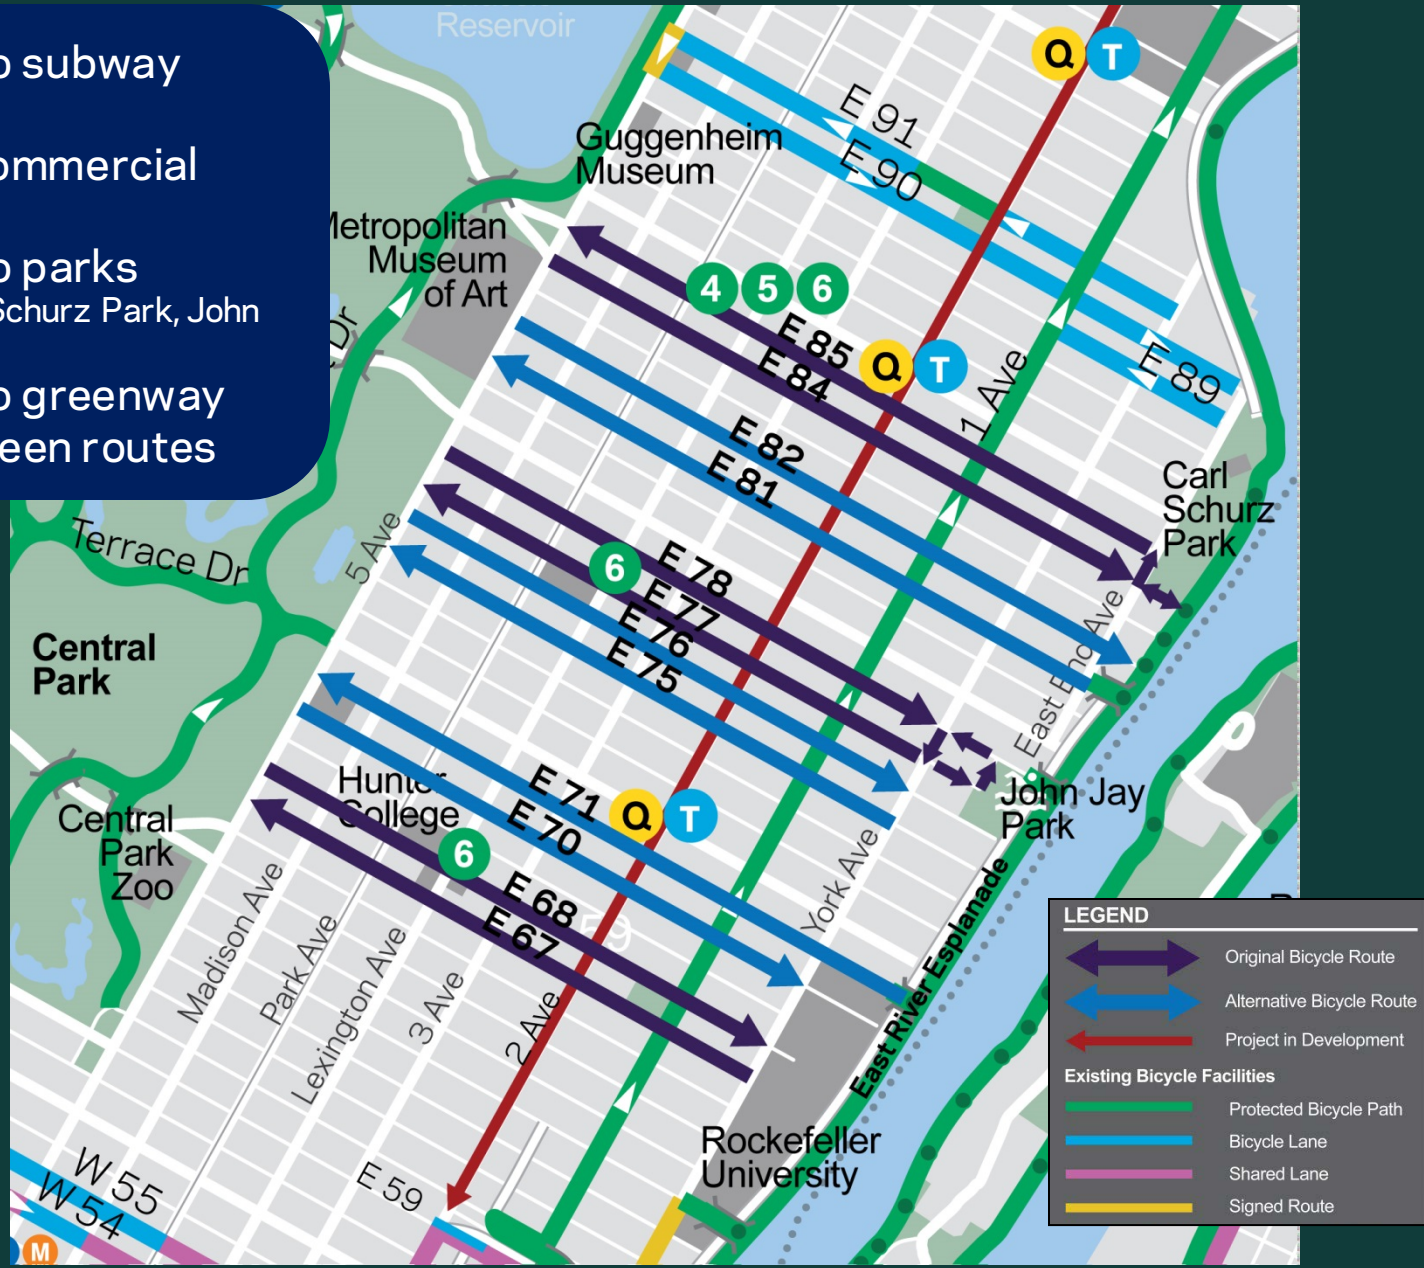 subway
parks
Schurz Park, John
greenway
routes
Reservoir
Q T
E 91
E 90
Guggenheim
Museum
Museum
of Art
4 5 6
E 85
Q T
E 84
1 Ave
E 89
E 82
E 81
Carl
Schurz
Park
Terrace Dr
5 Ave
6
E 78
E 77
E 76
E 75
East End Ave
Central
Park
John Jay
Park
Hunter
College
E 71
Q T
E 70
6
Central
Park
Zoo
E 68
E 67
59
Madison Ave
Park Ave
Lexington Ave
3 Ave
2 Ave
York Ave
East River Esplanade
Rockefeller
University
E 59
W 55
W 54
M
LEGEND
Original Bicycle Route
Alternative Bicycle Route
Project in Development
Existing Bicycle Facilities
Protected Bicycle Path
Bicycle Lane
Shared Lane
Signed Route